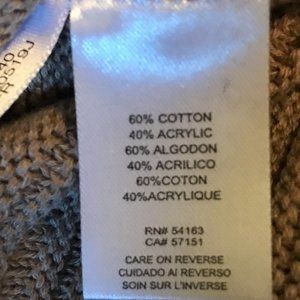 60% COTTON
40% ACRYLIC
60% ALGODON
40% ACRILICO
60%COTON
40%ACRYLIQUE
RN# 54163
CA# 57151
CARE ON REVERSE
CUIDADO AI REVERSO
SOIN SUR L'INVERSE